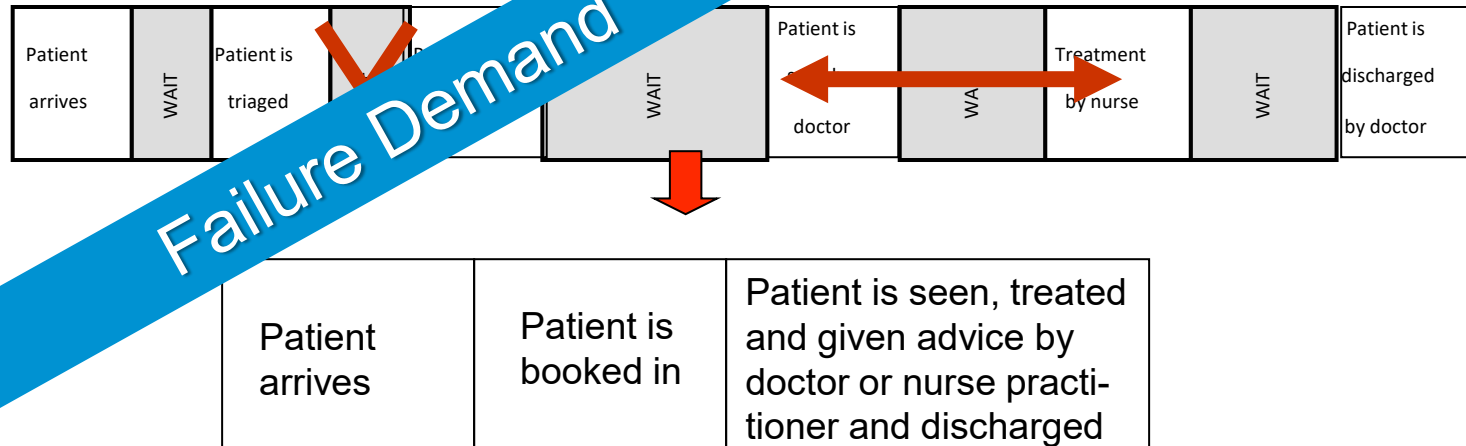 Patient
arrives
WAIT
Patient is
triaged
WAIT
Patient is
doctor
WAIT
Treatment
by nurse
WAIT
Patient is
discharged
by doctor
Failure Demand
Patient
arrives
Patient is
booked in
Patient is seen, treated
and given advice by
doctor or nurse practi-
tioner and discharged